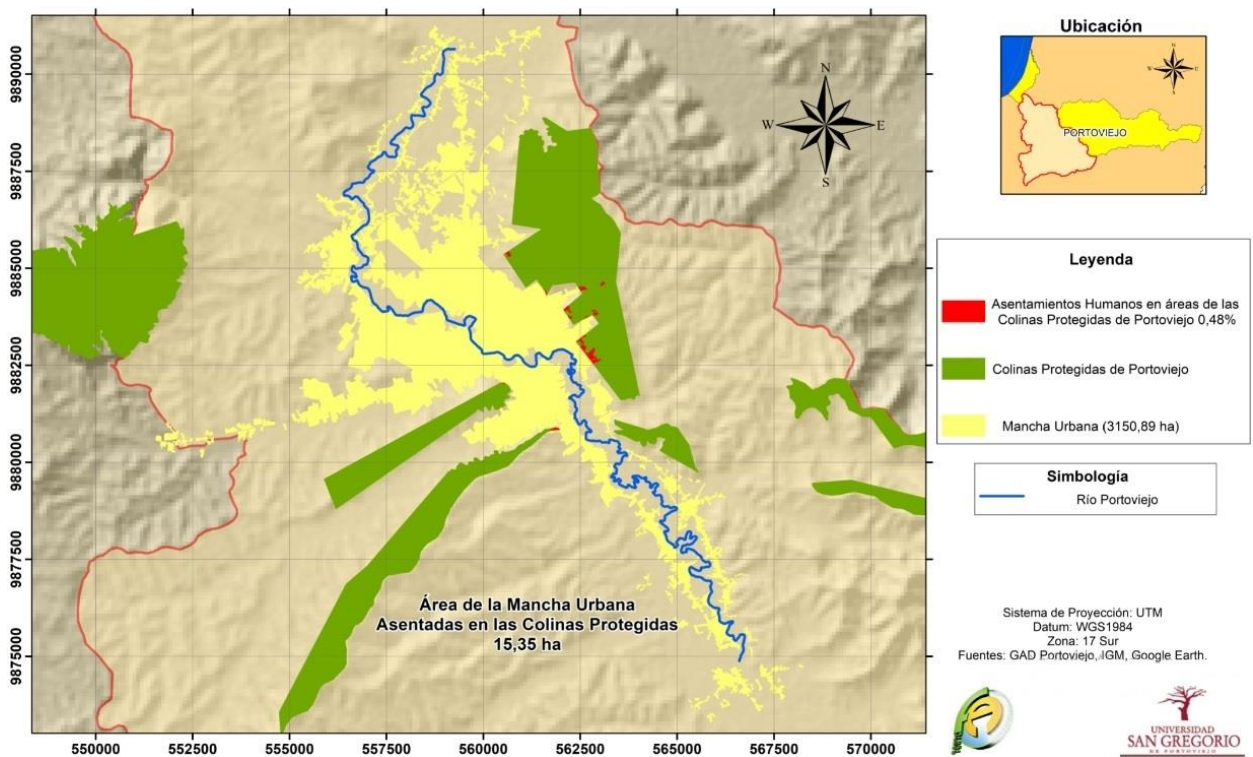 9890000
9887500
9885000
9882500
9880000
9877500
9875000
550000 552500 555000 557500 560000 562500 565000 567500 570000
N
W E
S
Área de la Mancha Urbana
Asentadas en las Colinas Protegidas
15,35 ha
Ubicación
N
W E
S
PORTOVIEJO
Leyenda
Asentamientos Humanos en áreas de las
Colinas Protegidas de Portoviejo 0,48%
Colinas Protegidas de Portoviejo
Mancha Urbana (3150,89 ha)
Simbología
Río Portoviejo
Sistema de Proyección: UTM
Datum: WGS1984
Zona: 17 Sur
Fuentes: GAD Portoviejo, IGM, Google Earth.
UNIVERSIDAD
SAN GREGORIO
DE PORTOVIEJO